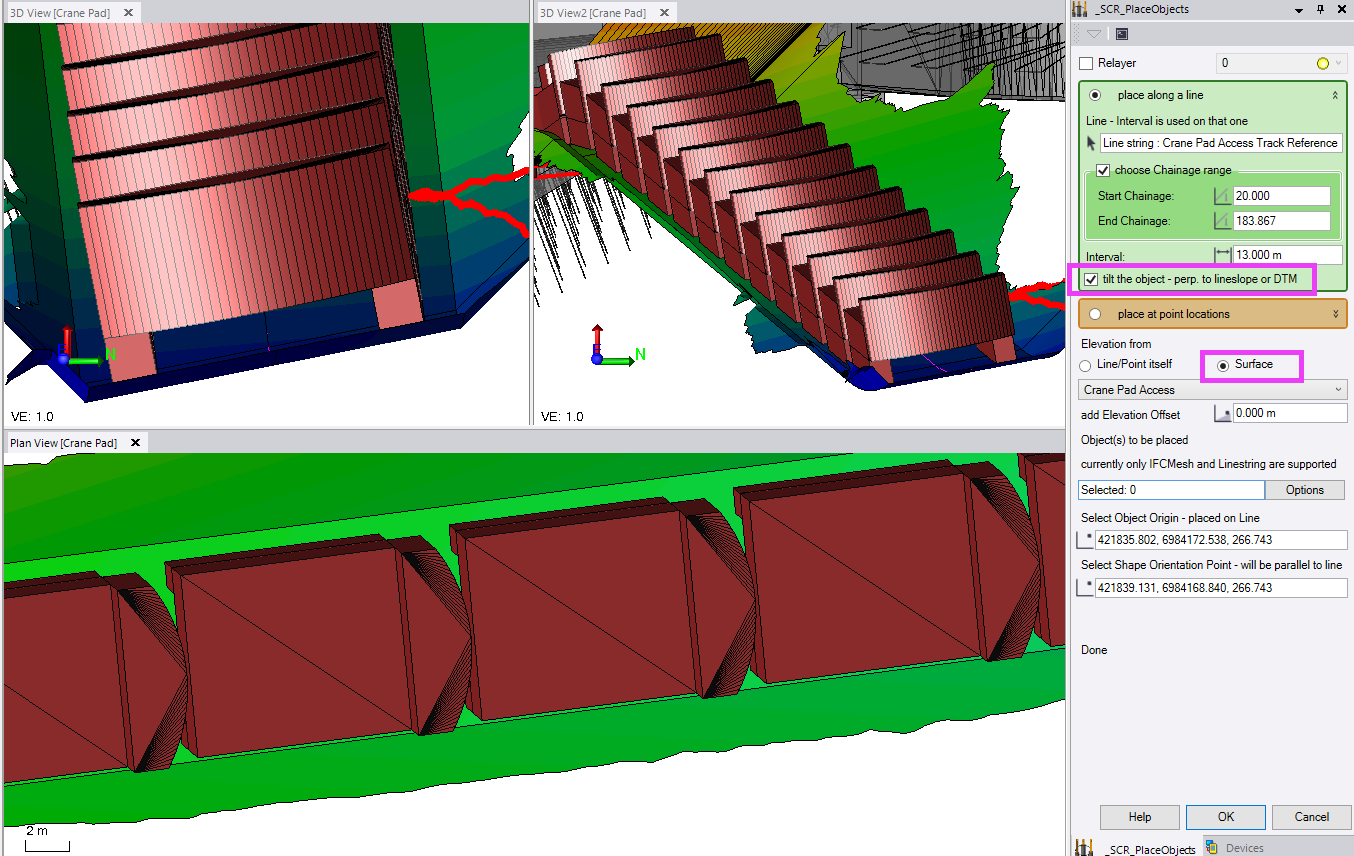 3D View [Crane Pad]
3D View2 [Crane Pad]
_SCR_PlaceObjects
Relayer
0
place along a line
Line - Interval is used on that one
Line string : Crane Pad Access Track Reference
choose Chainage range
Start Chainage:
20.000
End Chainage:
183.867
Interval:
13.000 m
tilt the object - perp. to lineslope or DTM
place at point locations
Elevation from
Line/Point itself
Surface
Crane Pad Access
add Elevation Offset
0.000 m
Object(s) to be placed
currently only IFCMesh and Linestring are supported
Selected: 0
Options
Select Object Origin - placed on Line
421835.802, 6984172.538, 266.743
Select Shape Orientation Point - will be parallel to line
421839.131, 6984168.840, 266.743
Done
Help
OK
Cancel
_SCR_PlaceObjects
Devices
N
VE: 1.0
N
VE: 1.0
Plan View [Crane Pad]
2 m